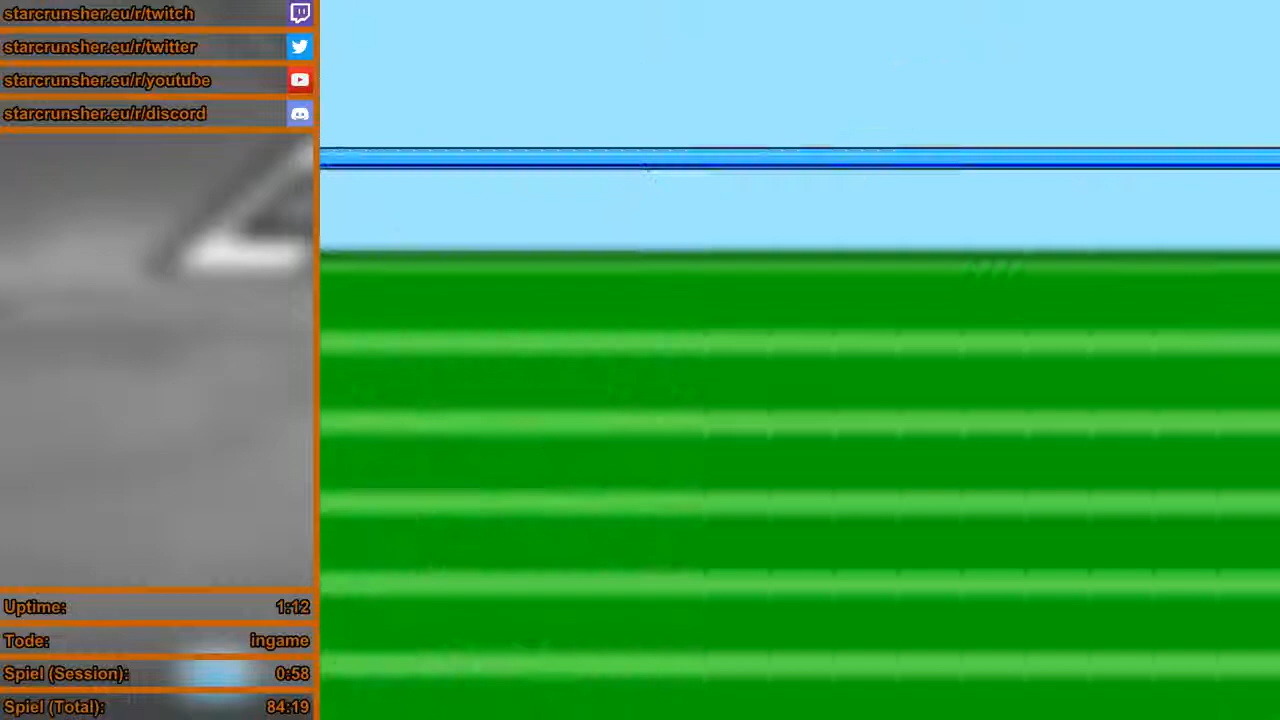 starcrunsher.eu/r/twitch
starcrunsher.eu/r/twitter
starcrunsher.eu/r/youtube
starcrunsher.eu/r/discord
Uptime: 1:12
Tode: ingame
Spiel (Session): 0:58
Spiel (Total): 84:19